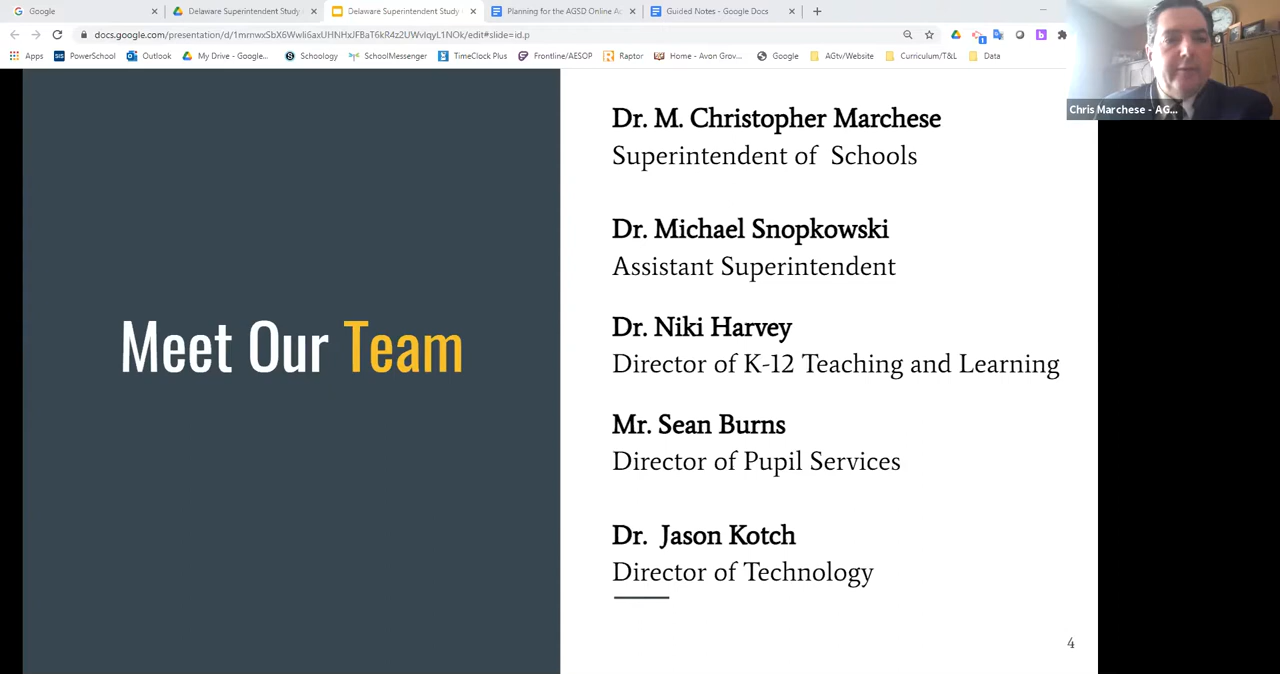 Google
Delaware Superintendent Study
Delaware Superintendent Study
Planning for the AGSD Online Ac
Guided Notes - Google Docs
docs.google.com/presentation/d/1mmwxSbX6Wwli6axUHNHxJFBaT6kR4z2UWvIqyL1NOk/edit#slide=id.p
Apps
PowerSchool
Outlook
My Drive - Google...
Schoology
SchoolMessenger
TimeClock Plus
Frontline/AESOP
Raptor
Home - Avon Grov...
Google
AGtv/Website
Curriculum/T&L
Data
Chris Marchese - AG...
Meet Our Team
Dr. M. Christopher Marchese
Superintendent of Schools
Dr. Michael Snopkowski
Assistant Superintendent
Dr. Niki Harvey
Director of K-12 Teaching and Learning
Mr. Sean Burns
Director of Pupil Services
Dr. Jason Kotch
Director of Technology
4